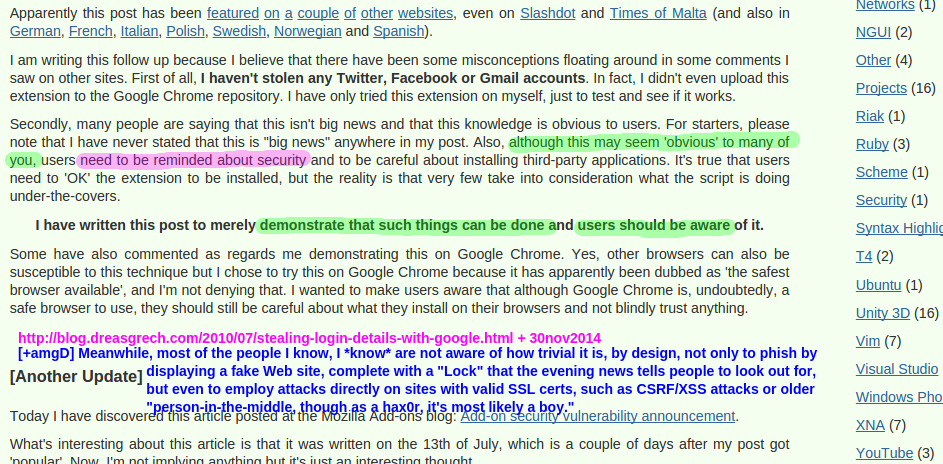 Apparently this post has been featured on a couple of other websites, even on Slashdot and Times of Malta (and also in
German, French, Italian, Polish, Swedish, Norwegian and Spanish).
I am writing this follow up because I believe that there have been some misconceptions floating around in some comments I
saw on other sites. First of all, I haven't stolen any Twitter, Facebook or Gmail accounts. In fact, I didn't even upload this
extension to the Google Chrome repository. I have only tried this extension on myself, just to test and see if it works.
Secondly, many people are saying that this isn't big news and that this knowledge is obvious to users. For starters, please
note that I have never stated that this is "big news" anywhere in my post. Also, although this may seem 'obvious' to many of
you, users need to be reminded about security and to be careful about installing third-party applications. It's true that users
need to 'OK' the extension to be installed, but the reality is that very few take into consideration what the script is doing
under-the-covers.
I have written this post to merely demonstrate that such things can be done and users should be aware of it.
Some have also commented as regards me demonstrating this on Google Chrome. Yes, other browsers can also be
susceptible to this technique but I chose to try this on Google Chrome because it has apparently been dubbed as 'the safest
browser available', and I'm not denying that. I wanted to make users aware that although Google Chrome is, undoubtedly, a
safe browser to use, they should still be careful about what they install on their browsers and not blindly trust anything.
http://blog.dreasgrech.com/2010/07/stealing-login-details-with-google.html + 30nov2014
[+amgD] Meanwhile, most of the people I know, I *know* are not aware of how trivial it is, by design, not only to phish by
displaying a fake Web site, complete with a "Lock" that the evening news tells people to look out for,
[Another Update]
but even to employ attacks directly on sites with valid SSL certs, such as CSRF/XSS attacks or older
"person-in-the-middle, though as a hax0r, it's most likely a boy."
Today I have discovered this article posted at the Mozilla Add-ons blog: Add-on security vulnerability announcement.
What's interesting about this article is that it was written on the 13th of July, which is a couple of days after my post got
'popular'. Now, I'm not implying anything but it's just an interesting thought.
Networks (1)
NGUI (2)
Other (4)
Projects (16)
Riak (1)
Ruby (3)
Scheme (1)
Security (1)
Syntax Highlig
T4 (2)
Ubuntu (1)
Unity 3D (16)
Vim (7)
Visual Studio
Windows Pho
XNA (7)
YouTube (3)